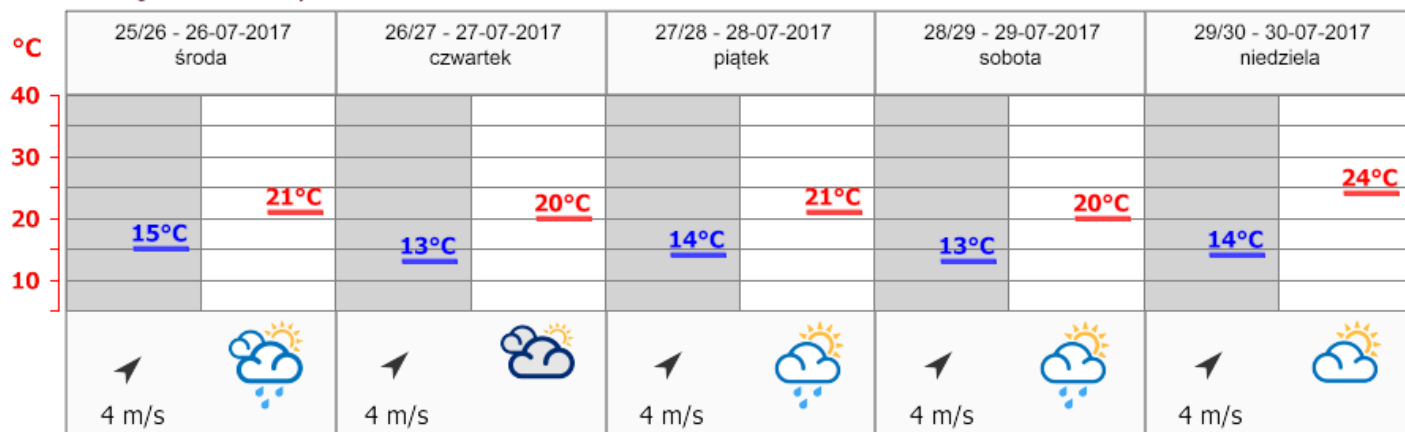 25/26 - 26-07-2017
środa
26/27 - 27-07-2017
czwartek
27/28 - 28-07-2017
piątek
28/29 - 29-07-2017
sobota
29/30 - 30-07-2017
niedziela
°C
40
30
20
10
15°C
21°C
13°C
20°C
14°C
21°C
13°C
20°C
14°C
24°C
4 m/s
4 m/s
4 m/s
4 m/s
4 m/s